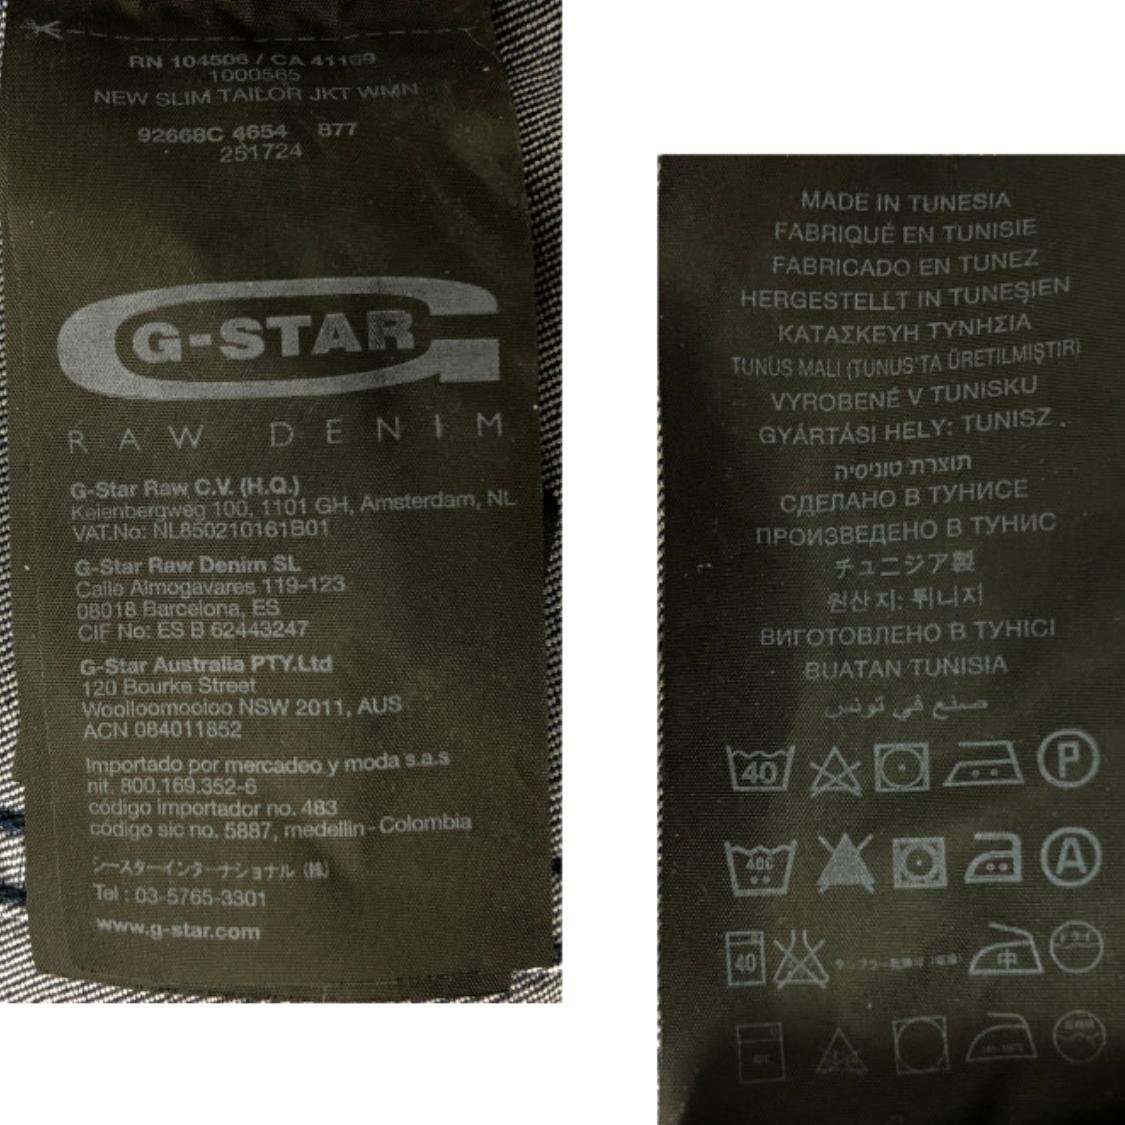 RN 104506 / CA 41169
1000565
NEW SLIM TAILOR JKT WMN
92668C 4654 877
251724
G-STAR
RAW DENIM
G-Star Raw C.V. (H.Q.)
Keienbergweg 100, 1101 GH, Amsterdam, NL
VAT.No: NL850210161B01
G-Star Raw Denim SL
Calle Almogavares 119-123
08018 Barcelona, ES
CIF No: ES B 62443247
G-Star Australia PTY.Ltd
120 Bourke Street
Woolloomooloo NSW 2011, AUS
ACN 084011852
Importado por mercadeo y moda s.a.s
nit. 800.169.352-6
código importador no. 483
código sic no. 5887, medellin - Colombia
ジースターインターナショナル (株)
Tel : 03-5765-3301
www.g-star.com
MADE IN TUNESIA
FABRIQUÉ EN TUNISIE
FABRICADO EN TUNEZ
HERGESTELLT IN TUNEŞIEN
ΚΑΤΑΣΚΕΥΗ ΤΥΝΗΣΙΑ
TUNUS MALI (TUNUS'TA ÜRETILMIŞTIR)
VYROBENÉ V TUNISKU
GYÁRTÁSI HELY: TUNISZ .
תוצרת טוניסיה
СДЕЛАНО В ТУНИСЕ
ПРОИЗВЕДЕНО В ТУНИС
チュニジア製
원산지: 튀니지
ВИГОТОВЛЕНО В ТУНІСІ
BUATAN TUNISIA
صنع في تونس
40 P
A
40 中 ドライ